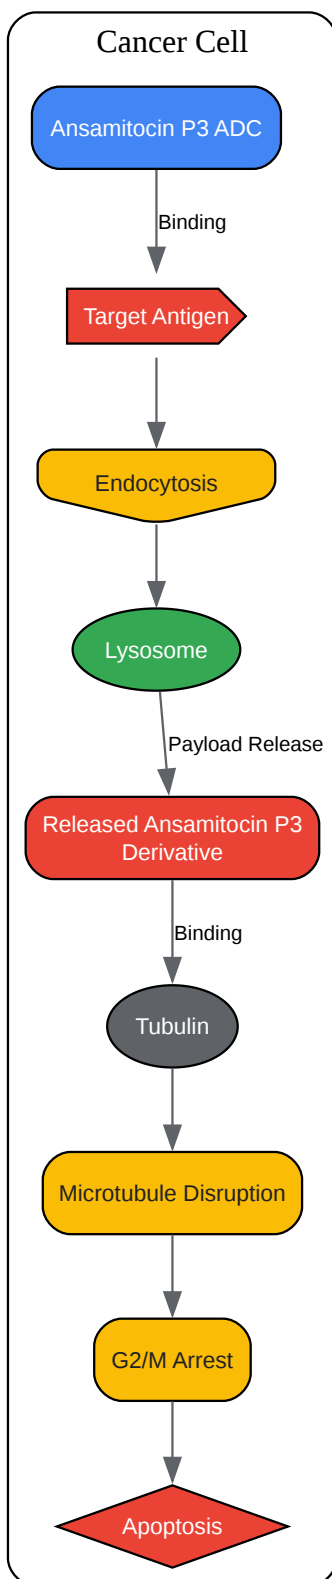 Cancer Cell
Ansamitocin P3 ADC
Binding
Target Antigen
Endocytosis
Lysosome
Payload Release
Released Ansamitocin P3
Derivative
Binding
Tubulin
Microtubule Disruption
G2/M Arrest
Apoptosis